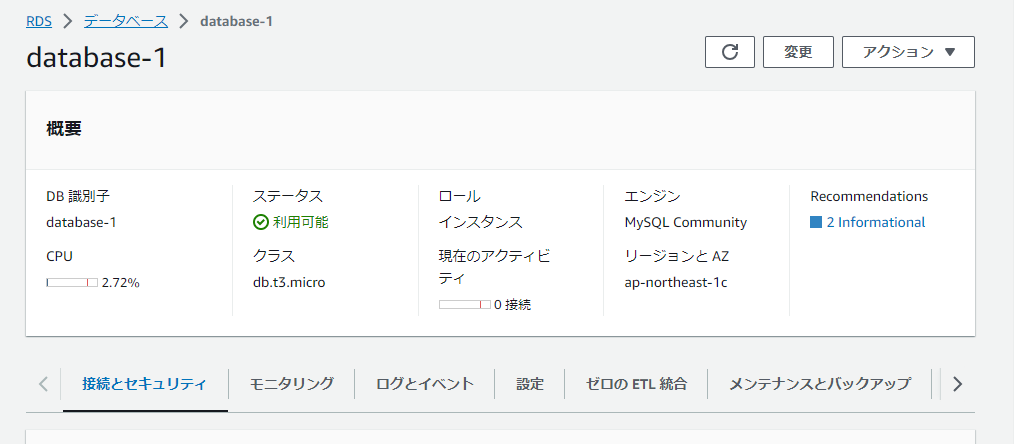 RDS > データベース > database-1
database-1
変更
アクション ▼
概要
DB 識別子
database-1
CPU
2.72%
ステータス
利用可能
クラス
db.t3.micro
ロール
インスタンス
現在のアクティビ
ティ
0 接続
エンジン
MySQL Community
リージョンと AZ
ap-northeast-1c
Recommendations
2 Informational
接続とセキュリティ
モニタリング
ログとイベント
設定
ゼロの ETL 統合
メンテナンスとバックアップ